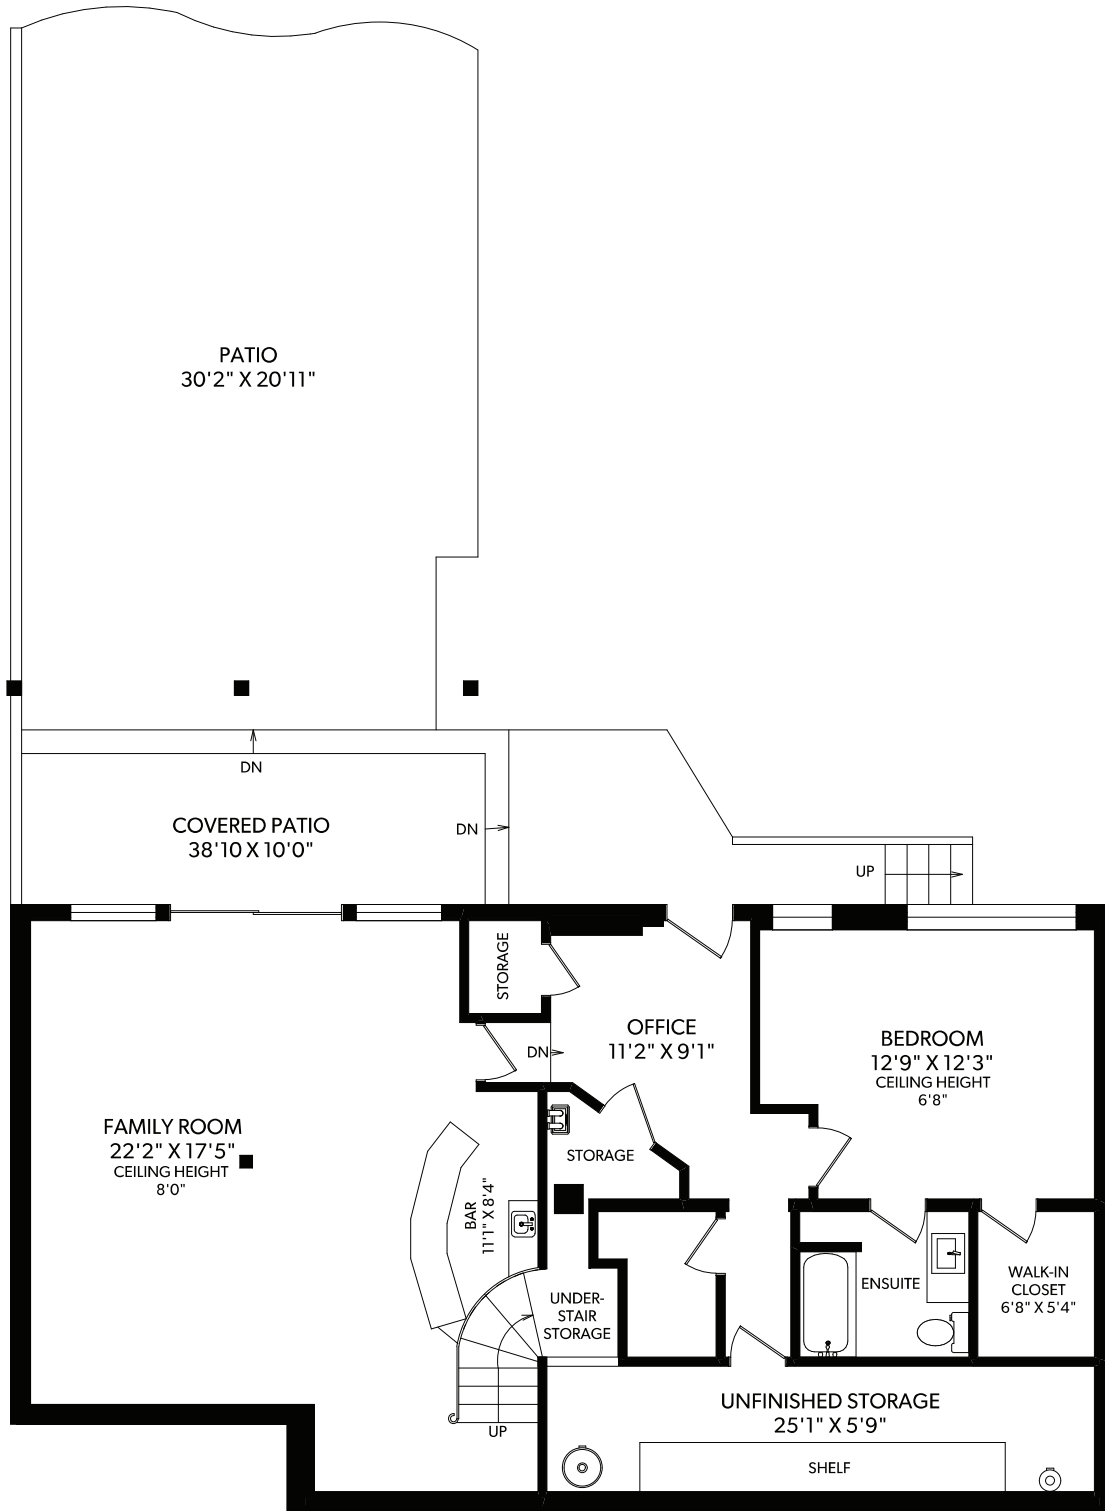 PATIO
30'2" X 20'11"
DN
COVERED PATIO
38'10 X 10'0"
DN
UP
STORAGE
OFFICE
11'2" X 9'1"
DN
BEDROOM
12'9" X 12'3"
CEILING HEIGHT
6'8"
FAMILY ROOM
22'2" X 17'5"
CEILING HEIGHT
8'0"
STORAGE
BAR
11'1" X 8'4"
UNDER-
STAIR
STORAGE
ENSUITE
WALK-IN
CLOSET
6'8" X 5'4"
UNFINISHED STORAGE
25'1" X 5'9"
UP
SHELF